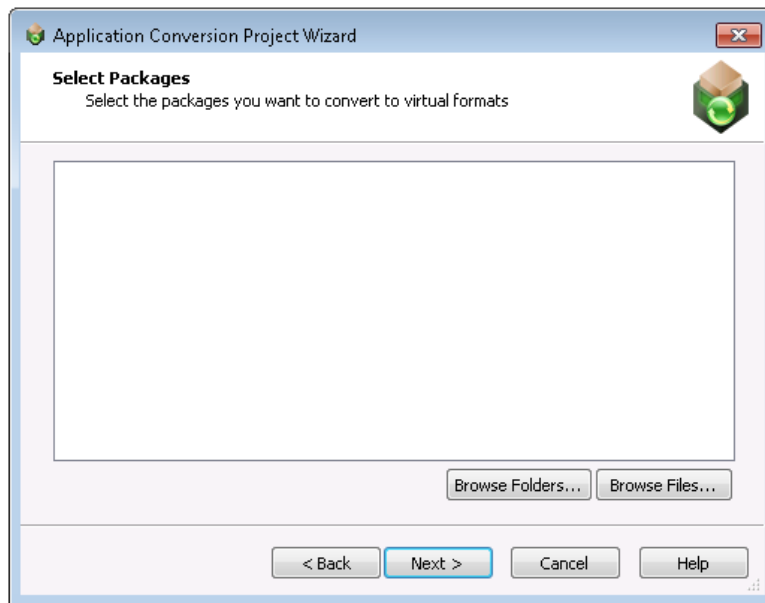 Application Conversion Project Wizard
Select Packages
Select the packages you want to convert to virtual formats
Browse Folders... Browse Files...
< Back Next > Cancel Help